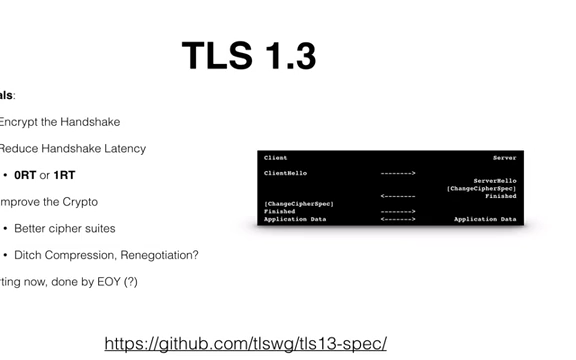 TLS 1.3
als:
Encrypt the Handshake
Reduce Handshake Latency
• 0RT or 1RT
mprove the Crypto
• Better cipher suites
• Ditch Compression, Renegotiation?
rting now, done by EOY (?)
Client Server
ClientHello -------->
ServerHello
[ChangeCipherSpec]
<------- Finished
[ChangeCipherSpec]
Finished -------->
Application Data <-------> Application Data
https://github.com/tlswg/tls13-spec/